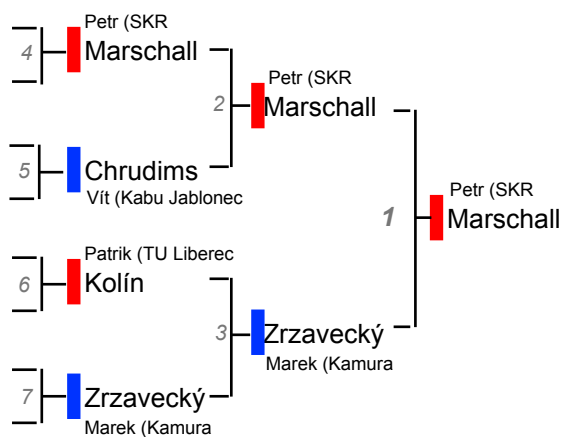 Petr (SKR
4
Marschall
Petr (SKR
2
Marschall
5
Chrudims
Vít (Kabu Jablonec
Petr (SKR
1
Marschall
Patrik (TU Liberec
6
Kolín
3
Zrzavecký
Marek (Kamura
7
Zrzavecký
Marek (Kamura